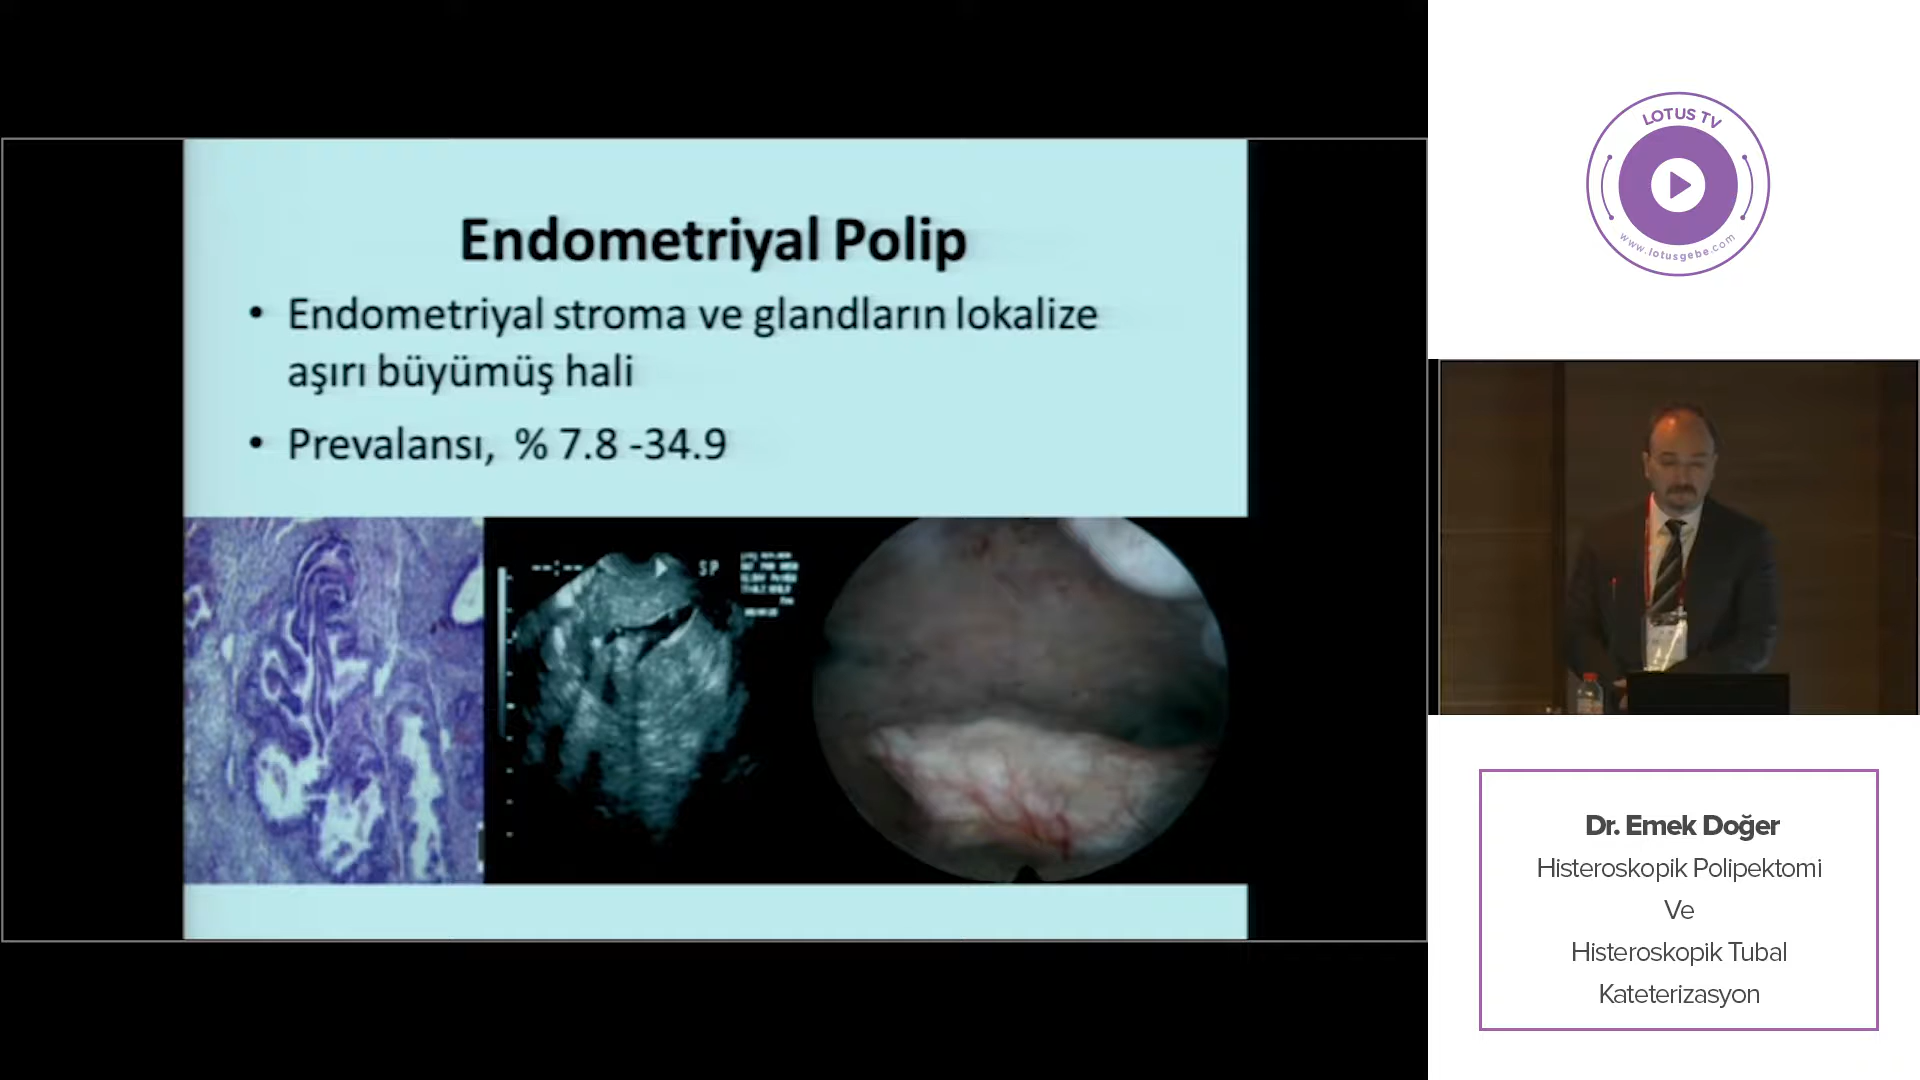 Endometriyal Polip
• Endometriyal stroma ve glandların lokalize
aşırı büyümüş hali
• Prevalansı, % 7.8 -34.9
SP
LOTUS TV
www.lotusgebe.com
Dr. Emek Doğer
Histeroskopik Polipektomi
Ve
Histeroskopik Tubal
Kateterizasyon